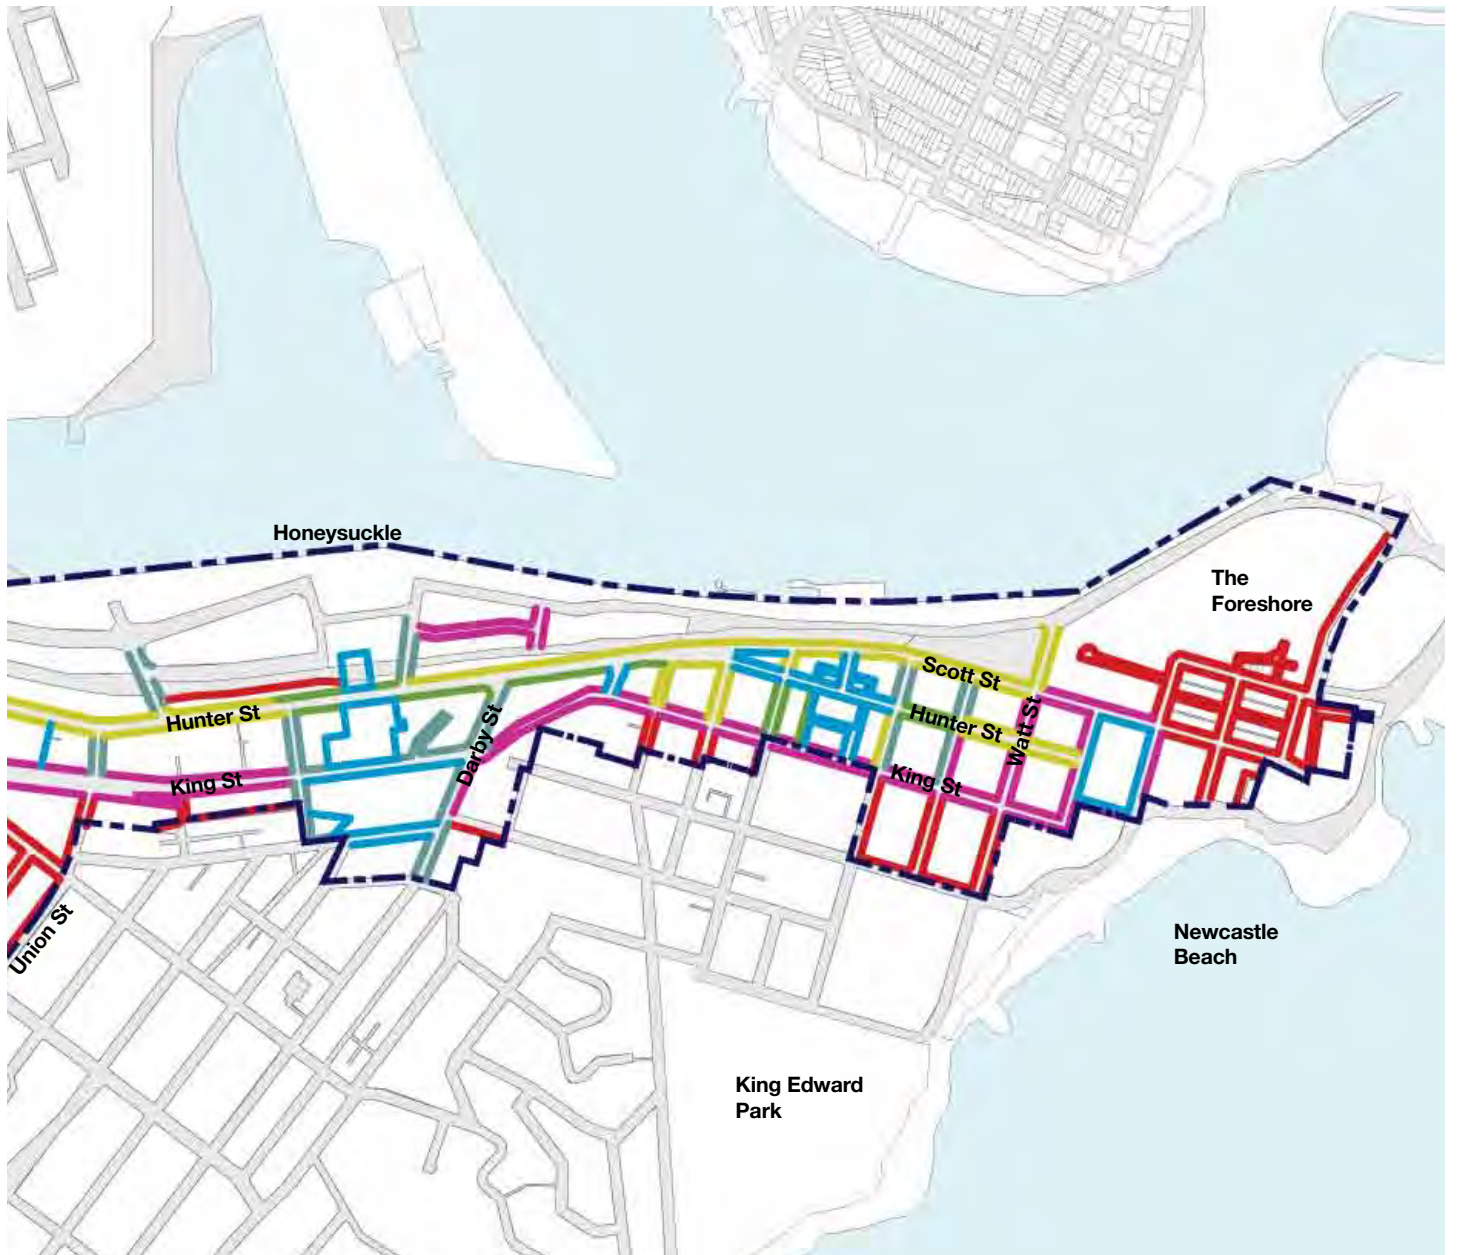 Honeysuckle
The
Foreshore
Scott St
Hunter St
Hunter St
Watt St
Darby St
King St
King St
Union St
Newcastle
Beach
King Edward
Park